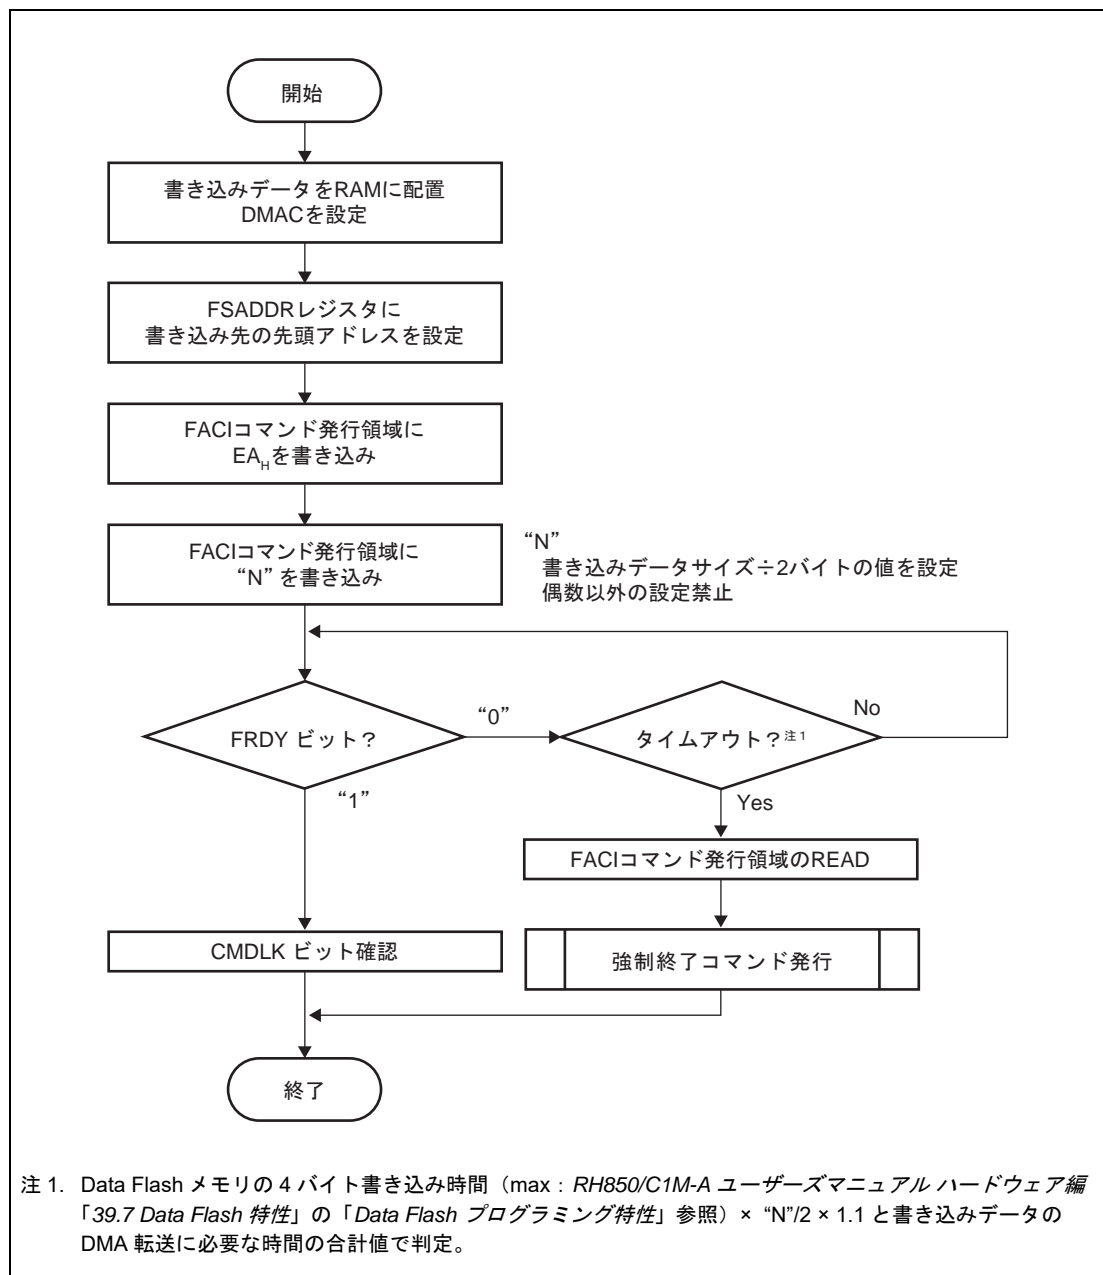 開始
書き込みデータをRAMに配置
DMACを設定
FSADDRレジスタに
書き込み先の先頭アドレスを設定
FACIコマンド発行領域に
EAHを書き込み
FACIコマンド発行領域に
“N” を書き込み
“N”
書き込みデータサイズ÷2バイトの値を設定
偶数以外の設定禁止
FRDY ビット？
“0”
タイムアウト？注1
No
“1”
Yes
FACIコマンド発行領域のREAD
CMDLK ビット確認
強制終了コマンド発行
終了
注 1. Data Flash メモリの 4 バイト書き込み時間（max : RH850/C1M-A ユーザーズマニュアル ハードウェア編
「39.7 Data Flash 特性」の「Data Flash プログラミング特性」参照）× “N”/2 × 1.1 と書き込みデータの
DMA 転送に必要な時間の合計値で判定。